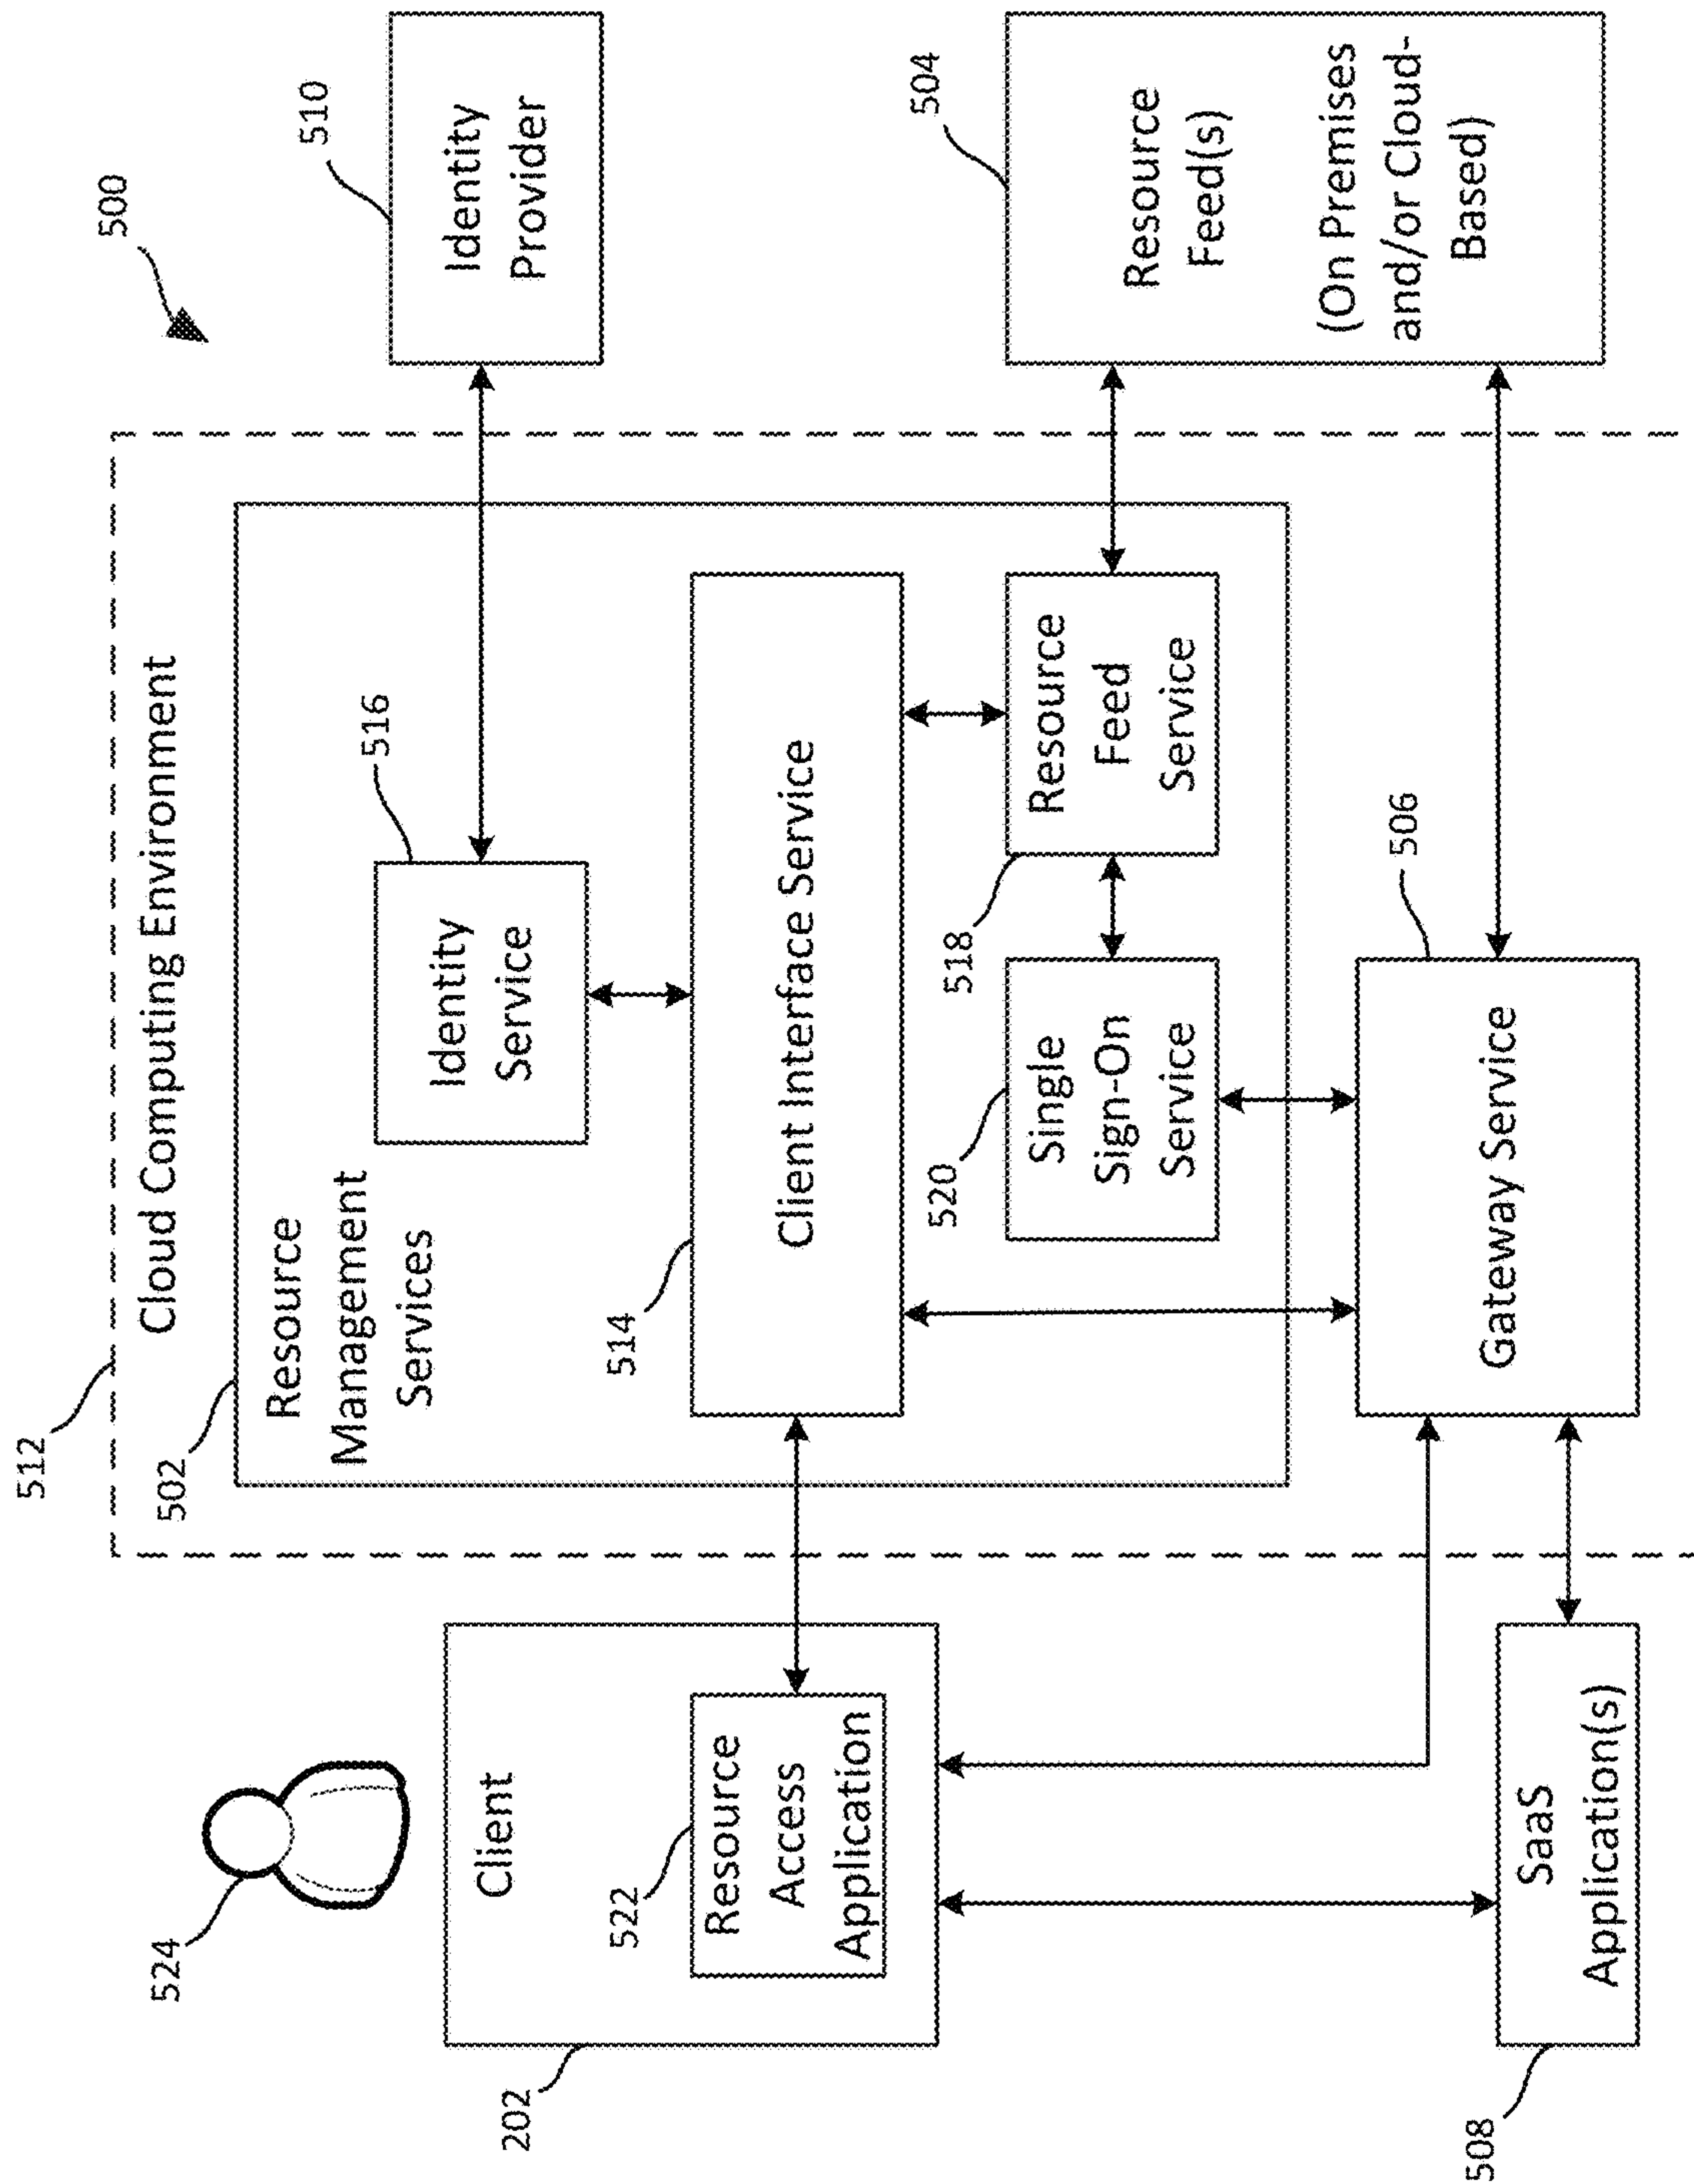 500
512
Cloud Computing Environment
502
Resource
Management
Services
524
Client
202
522
Resource
Access
Application
516
Identity
Service
510
Identity
Provider
514
Client Interface Service
520
Single
Sign-On
Service
518
Resource
Feed
Service
504
Resource
Feed(s)
(On Premises
and/or Cloud-
Based)
506
Gateway Service
508
SaaS
Application(s)